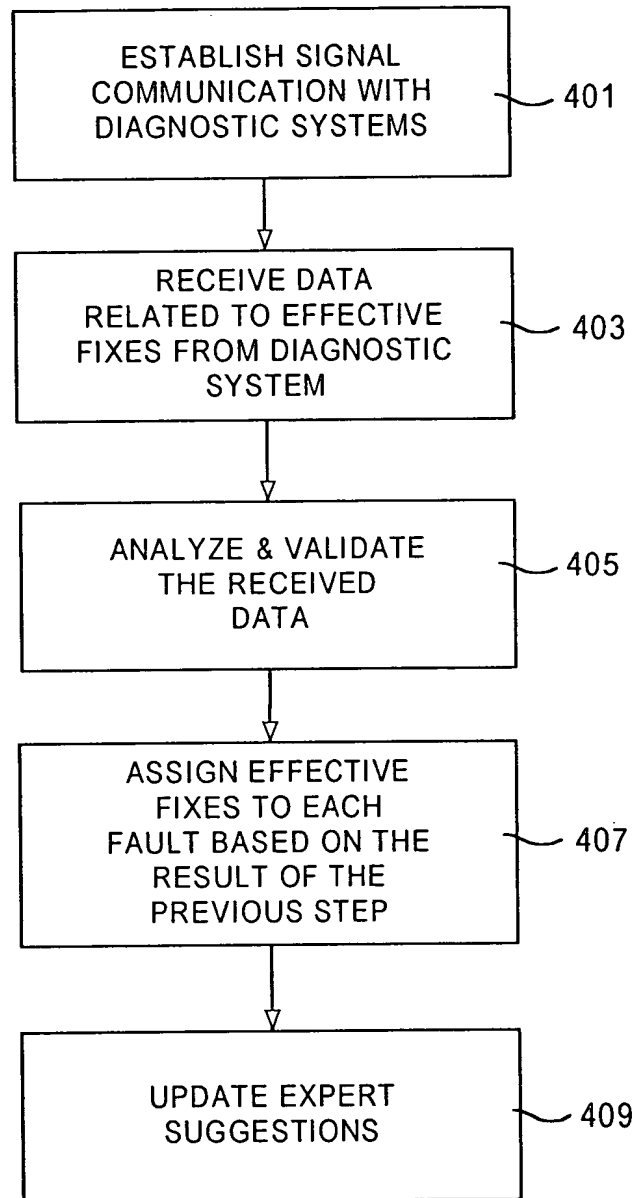 ESTABLISH SIGNAL
COMMUNICATION WITH
DIAGNOSTIC SYSTEMS
401
RECEIVE DATA
RELATED TO EFFECTIVE
FIXES FROM DIAGNOSTIC
SYSTEM
403
ANALYZE & VALIDATE
THE RECEIVED
DATA
405
ASSIGN EFFECTIVE
FIXES TO EACH
FAULT BASED ON THE
RESULT OF THE
PREVIOUS STEP
407
UPDATE EXPERT
SUGGESTIONS
409